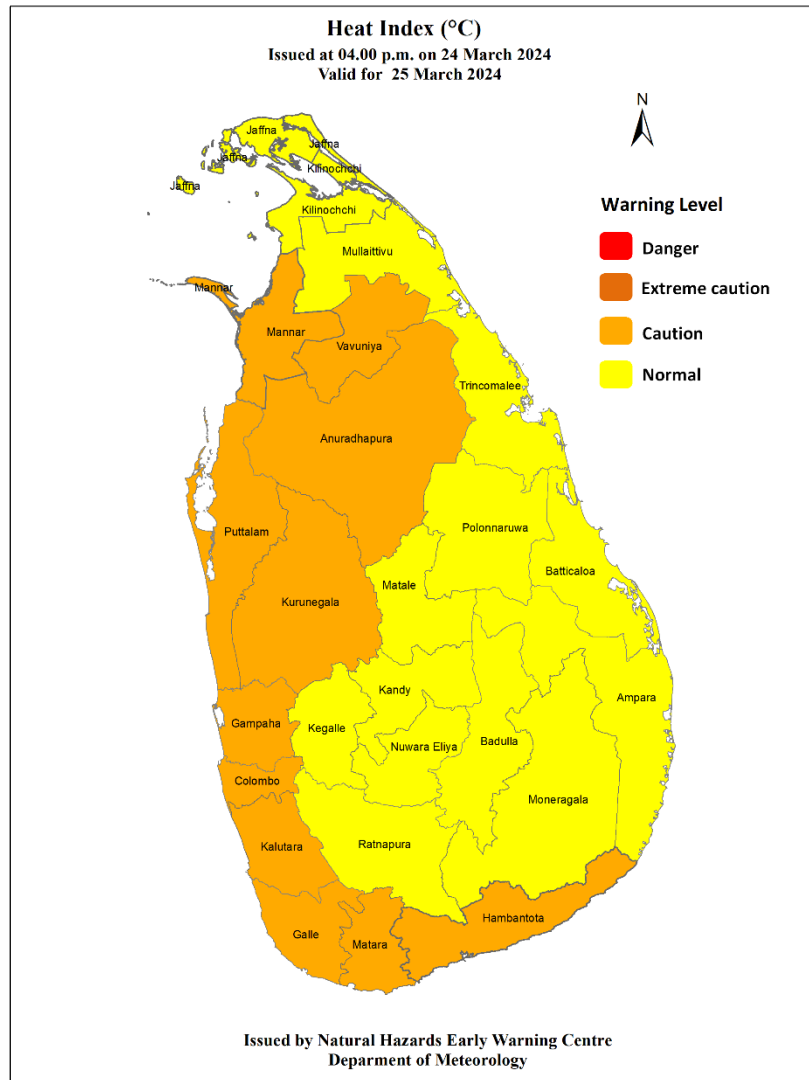 Heat Index (°C)
Issued at 04.00 p.m. on 24 March 2024
Valid for 25 March 2024
N
Jaffna
Jaffna
Jaffna
Kilinochchi
Jaffna
Kilinochchi
Warning Level
Mullaittivu
Danger
Extreme caution
Mannar
Mannar
Caution
Vavuniya
Normal
Trincomalee
Anuradhapura
Polonnaruwa
Puttalam
Batticaloa
Matale
Kurunegala
Kandy
Ampara
Gampaha
Kegalle
Nuwara Eliya
Badulla
Colombo
Moneragala
Kalutara
Ratnapura
Hambantota
Galle
Matara
Issued by Natural Hazards Early Warning Centre
Deparment of Meteorology